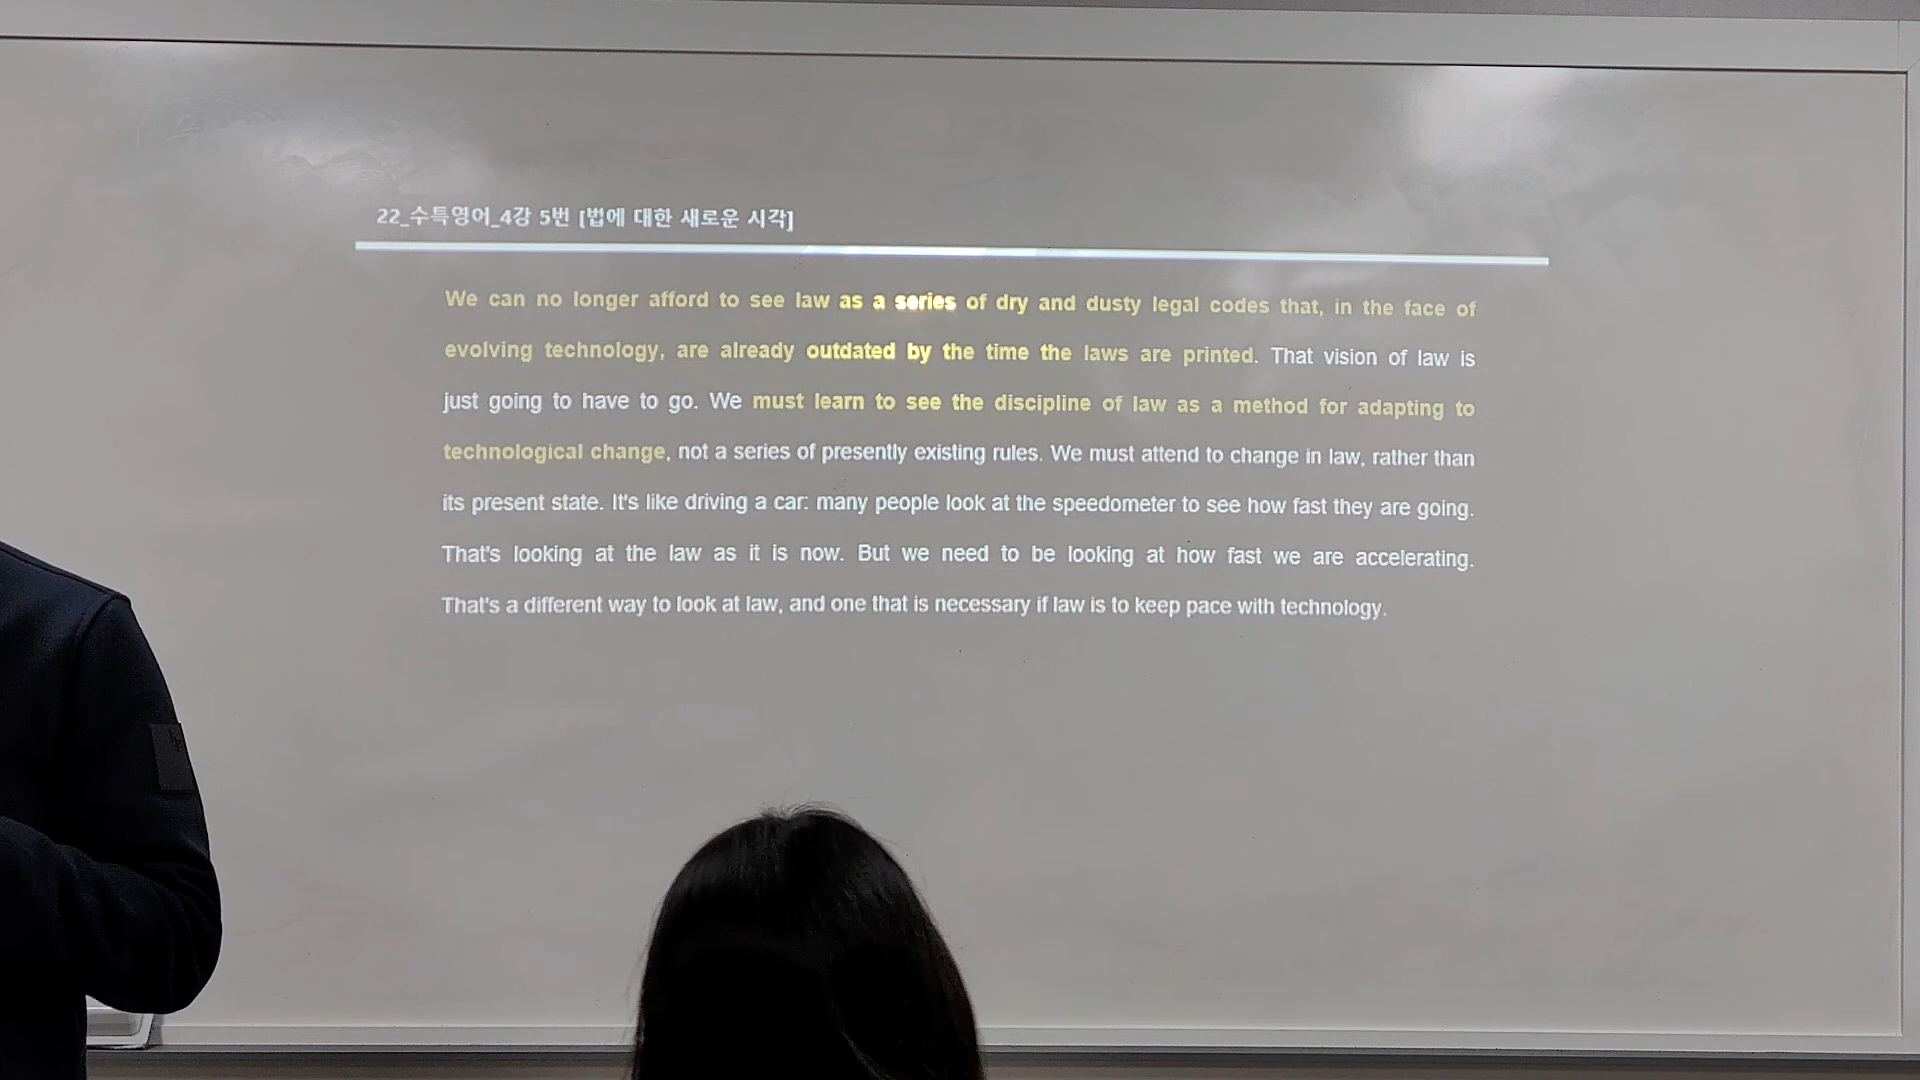 22_수특영어_4강 5번 [법에 대한 새로운 시각]
We can no longer afford to see law as a series of dry and dusty legal codes that, in the face of
evolving technology, are already outdated by the time the laws are printed. That vision of law is
just going to have to go. We must learn to see the discipline of law as a method for adapting to
technological change, not a series of presently existing rules. We must attend to change in law, rather than
its present state. It's like driving a car: many people look at the speedometer to see how fast they are going.
That's looking at the law as it is now. But we need to be looking at how fast we are accelerating.
That's a different way to look at law, and one that is necessary if law is to keep pace with technology.